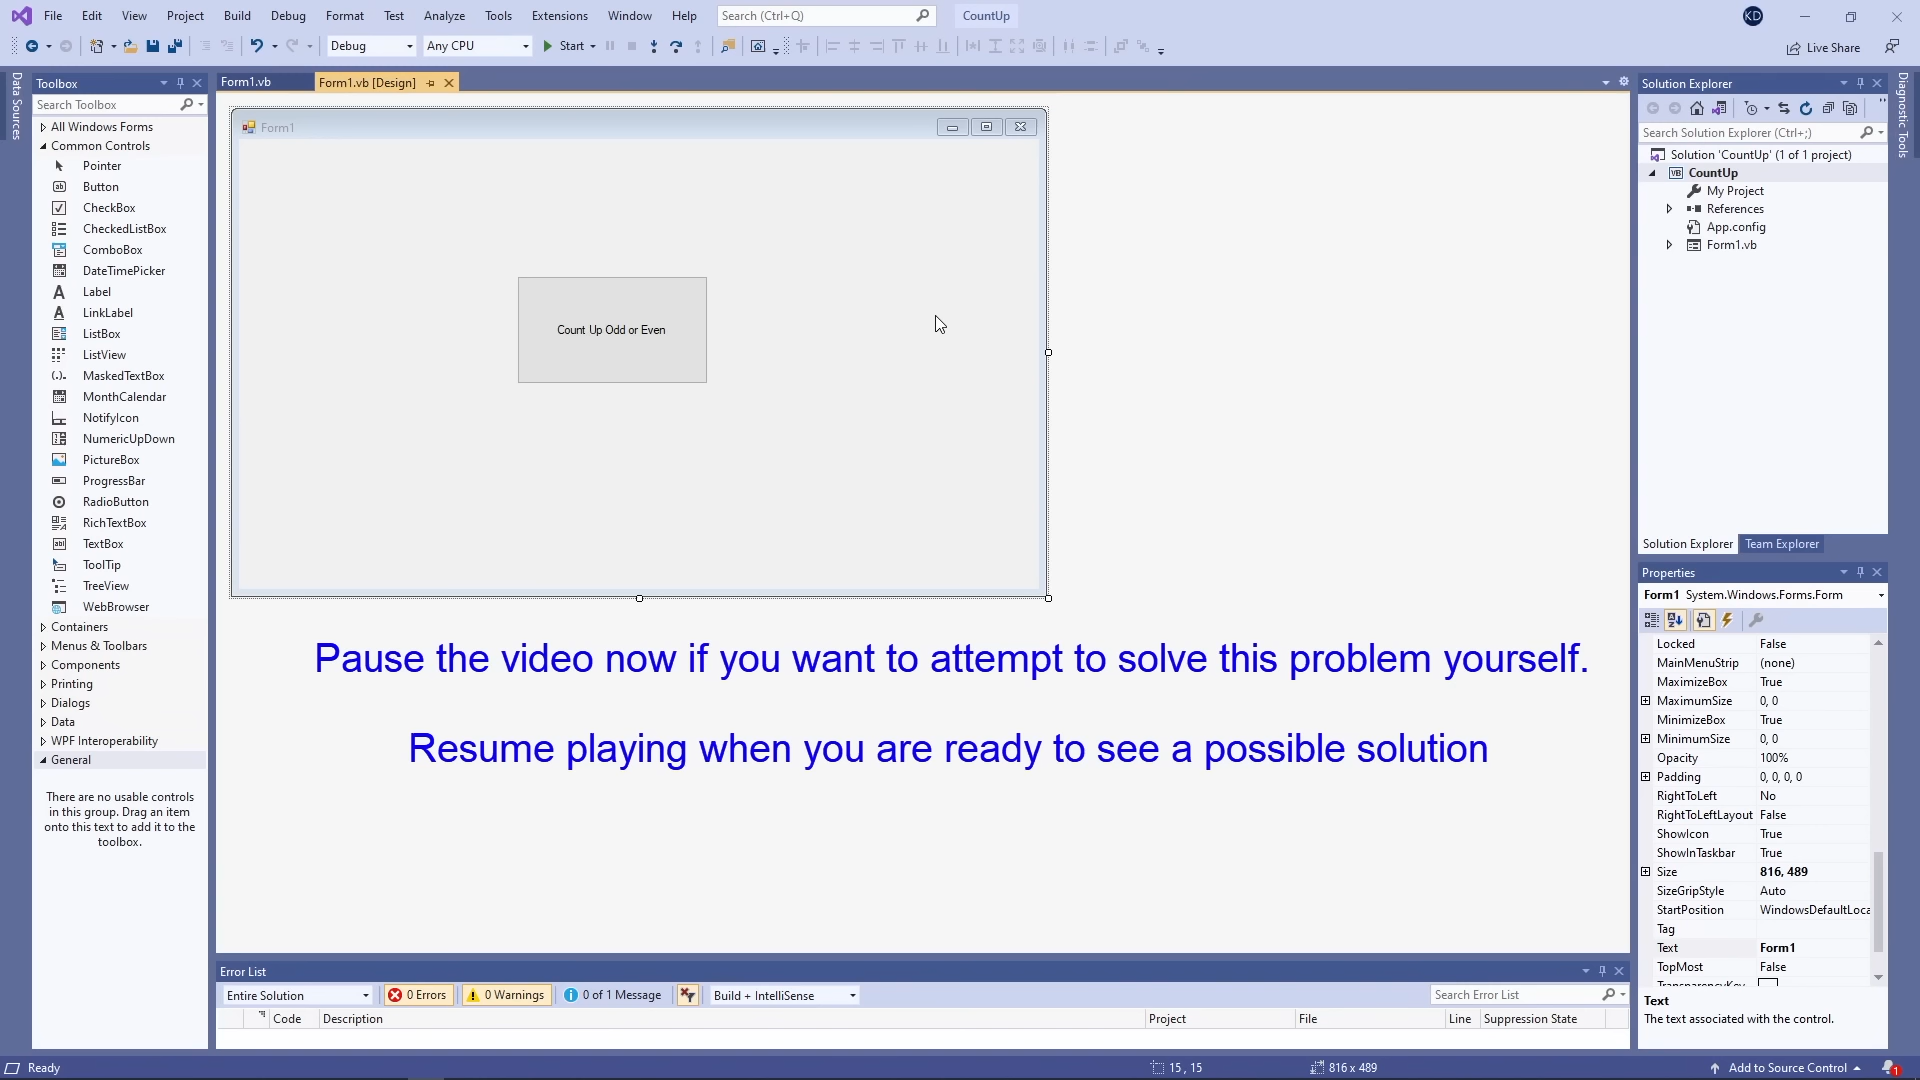 File Edit View Project Build Debug Format Test Analyze Tools Extensions Window Help Search (Ctrl+Q) CountUp KD
Debug Any CPU Start Live Share
Data Sources
Toolbox
Search Toolbox
All Windows Forms
Common Controls
Pointer
Button
CheckBox
CheckedListBox
ComboBox
DateTimePicker
Label
LinkLabel
ListBox
ListView
MaskedTextBox
MonthCalendar
NotifyIcon
NumericUpDown
PictureBox
ProgressBar
RadioButton
RichTextBox
TextBox
ToolTip
TreeView
WebBrowser
Containers
Menus & Toolbars
Components
Printing
Dialogs
Data
WPF Interoperability
General
There are no usable controls
in this group. Drag an item
onto this text to add it to the
toolbox.
Form1.vb Form1.vb [Design]
Form1
Count Up Odd or Even
Pause the video now if you want to attempt to solve this problem yourself.
Resume playing when you are ready to see a possible solution
Error List
Entire Solution 0 Errors 0 Warnings 0 of 1 Message Build + IntelliSense Search Error List
Code Description Project File Line Suppression State
Solution Explorer
Search Solution Explorer (Ctrl+;)
Solution 'CountUp' (1 of 1 project)
VB CountUp
My Project
References
App.config
Form1.vb
Solution Explorer Team Explorer
Properties
Form1 System.Windows.Forms.Form
Locked False
MainMenuStrip (none)
MaximizeBox True
MaximumSize 0, 0
MinimizeBox True
MinimumSize 0, 0
Opacity 100%
Padding 0, 0, 0, 0
RightToLeft No
RightToLeftLayout False
ShowIcon True
ShowInTaskbar True
Size 816, 489
SizeGripStyle Auto
StartPosition WindowsDefaultLoca
Tag
Text Form1
TopMost False
TransparencyKey
Text
The text associated with the control.
Diagnostic Tools
Ready 15 , 15 816 x 489 Add to Source Control 1